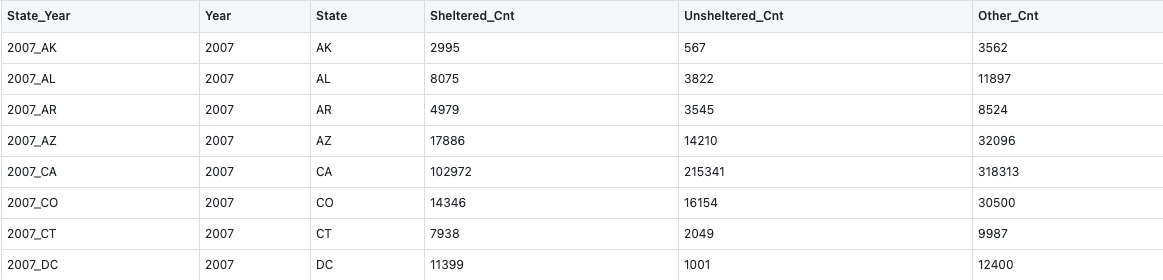 State_Year Year State Sheltered_Cnt Unsheltered_Cnt Other_Cnt
2007_AK 2007 AK 2995 567 3562
2007_AL 2007 AL 8075 3822 11897
2007_AR 2007 AR 4979 3545 8524
2007_AZ 2007 AZ 17886 14210 32096
2007_CA 2007 CA 102972 215341 318313
2007_CO 2007 CO 14346 16154 30500
2007_CT 2007 CT 7938 2049 9987
2007_DC 2007 DC 11399 1001 12400